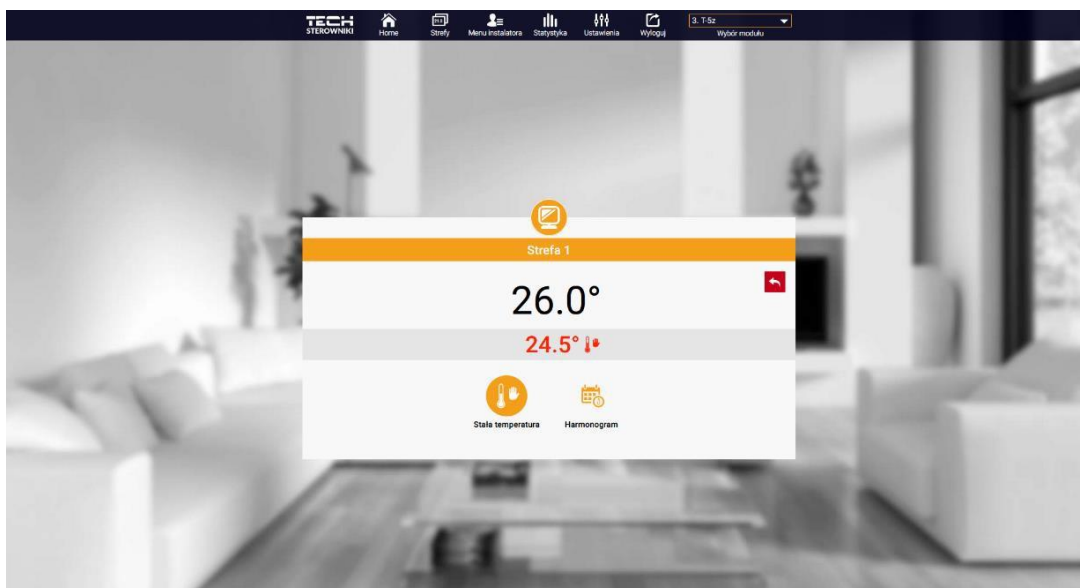 TECH
STEROWNIKI
Home
Strefy
Menu instalatora
Statystyka
Ustawienia
Wyloguj
3. T-5z
Wybór modułu
Strefa 1
26.0°
24.5°
Stała temperatura
Harmonogram